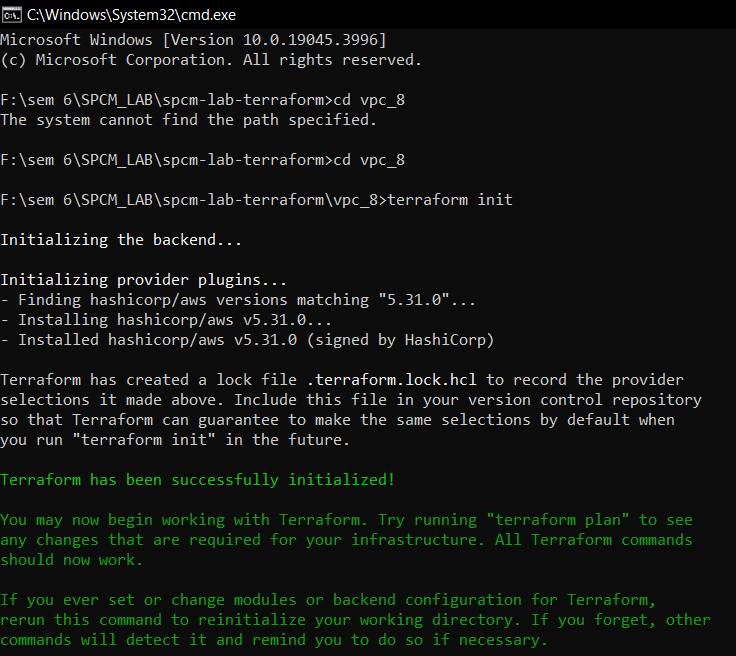 C:\Windows\System32\cmd.exe
Microsoft Windows [Version 10.0.19045.3996]
(c) Microsoft Corporation. All rights reserved.
F:\sem 6\SPCM_LAB\spcm-lab-terraform>cd vpc_8
The system cannot find the path specified.
F:\sem 6\SPCM_LAB\spcm-lab-terraform>cd vpc_8
F:\sem 6\SPCM_LAB\spcm-lab-terraform\vpc_8>terraform init
Initializing the backend...
Initializing provider plugins...
- Finding hashicorp/aws versions matching "5.31.0"...
- Installing hashicorp/aws v5.31.0...
- Installed hashicorp/aws v5.31.0 (signed by HashiCorp)
Terraform has created a lock file .terraform.lock.hcl to record the provider
selections it made above. Include this file in your version control repository
so that Terraform can guarantee to make the same selections by default when
you run "terraform init" in the future.
Terraform has been successfully initialized!
You may now begin working with Terraform. Try running "terraform plan" to see
any changes that are required for your infrastructure. All Terraform commands
should now work.
If you ever set or change modules or backend configuration for Terraform,
rerun this command to reinitialize your working directory. If you forget, other
commands will detect it and remind you to do so if necessary.